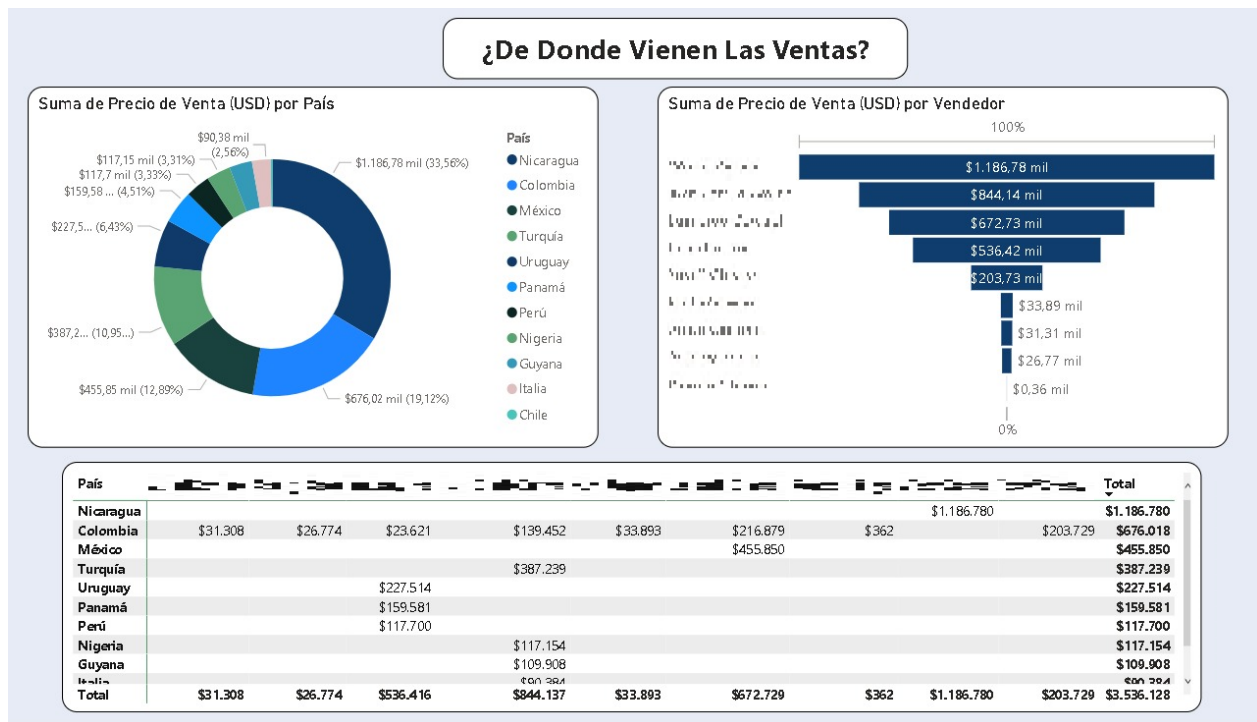 ¿De Donde Vienen Las Ventas?
Suma de Precio de Venta (USD) por País
$90,38 mil
(2,56%)
$117,15 mil (3,31%)
$117,7 mil (3,33%)
$159,58 ... (4,51%)
$227,5... (6,43%)
$387,2... (10,95...)
$455,85 mil (12,89%)
$676,02 mil (19,12%)
$1.186,78 mil (33,56%)
País
Nicaragua
Colombia
México
Turquía
Uruguay
Panamá
Perú
Nigeria
Guyana
Italia
Chile
Suma de Precio de Venta (USD) por Vendedor
100%
$1.186,78 mil
$844,14 mil
$672,73 mil
$536,42 mil
$203,73 mil
$33,89 mil
$31,31 mil
$26,77 mil
$0,36 mil
0%
País Total
Nicaragua $1.186.780 $1.186.780
Colombia $31.308 $26.774 $23.621 $139.452 $33.893 $216.879 $362 $203.729 $676.018
México $455.850 $455.850
Turquía $387.239 $387.239
Uruguay $227.514 $227.514
Panamá $159.581 $159.581
Perú $117.700 $117.700
Nigeria $117.154 $117.154
Guyana $109.908 $109.908
Italia $90.384 $90.384
Total $31.308 $26.774 $536.416 $844.137 $33.893 $672.729 $362 $1.186.780 $203.729 $3.536.128